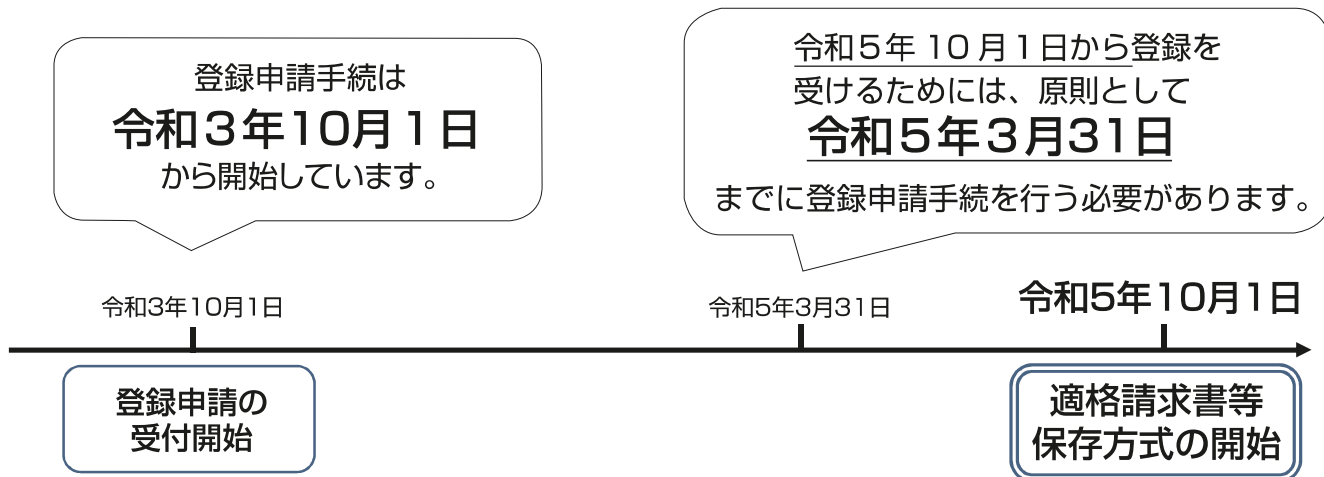 登録申請手続は
令和３年10月１日
から開始しています。
令和５年10月１日から登録を
受けるためには、原則として
令和５年３月31日
までに登録申請手続を行う必要があります。
令和3年10月1日
令和5年3月31日
令和5年10月1日
登録申請の
受付開始
適格請求書等
保存方式の開始